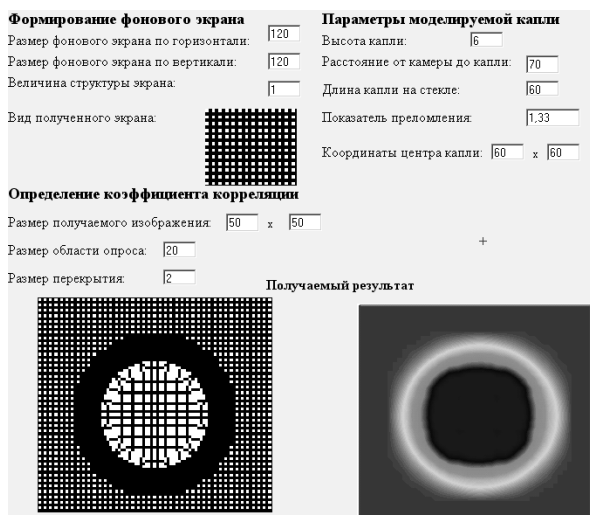 Формирование фонового экрана
Размер фонового экрана по горизонтали: 120
Размер фонового экрана по вертикали: 120
Величина структуры экрана: 1
Вид полученного экрана:
Параметры моделируемой капли
Высота капли: 6
Расстояние от камеры до капли: 70
Длина капли на стекле: 60
Показатель преломления: 1,33
Координаты центра капли: 60 x 60
Определение коэффициента корреляции
Размер получаемого изображения: 50 x 50
Размер области опроса: 20
Размер перекрытия: 2
Получаемый результат